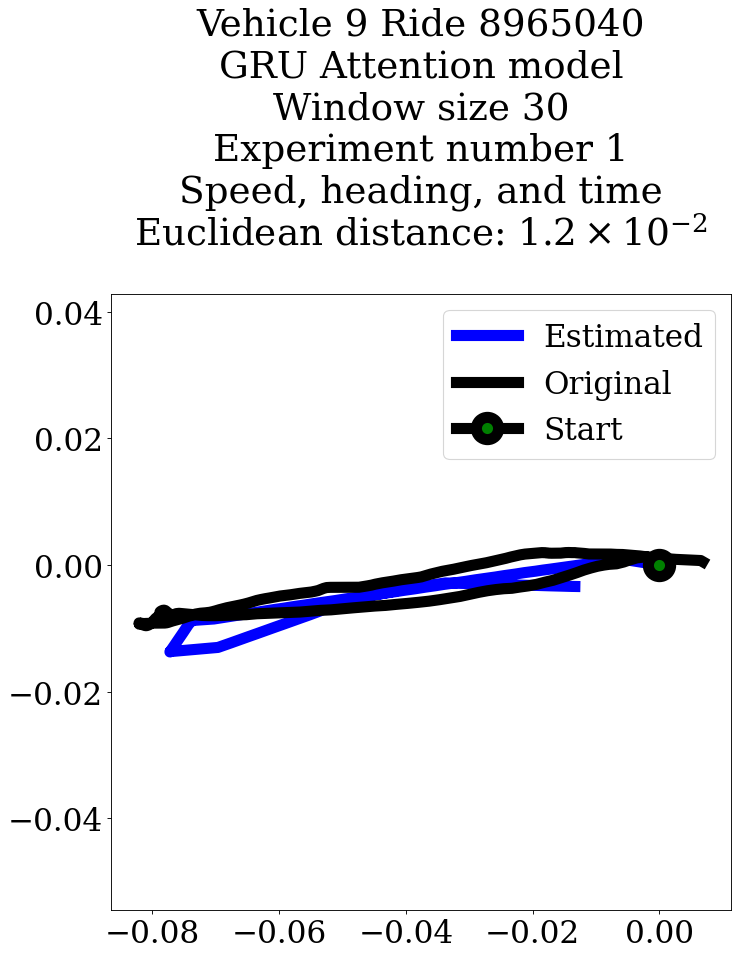 Vehicle 9 Ride 8965040
GRU Attention model
Window size 30
Experiment number 1
Speed, heading, and time
Euclidean distance: 1.2 × 10⁻²
Estimated
Original
Start
0.04
0.02
0.00
−0.02
−0.04
−0.08 −0.06 −0.04 −0.02 0.00